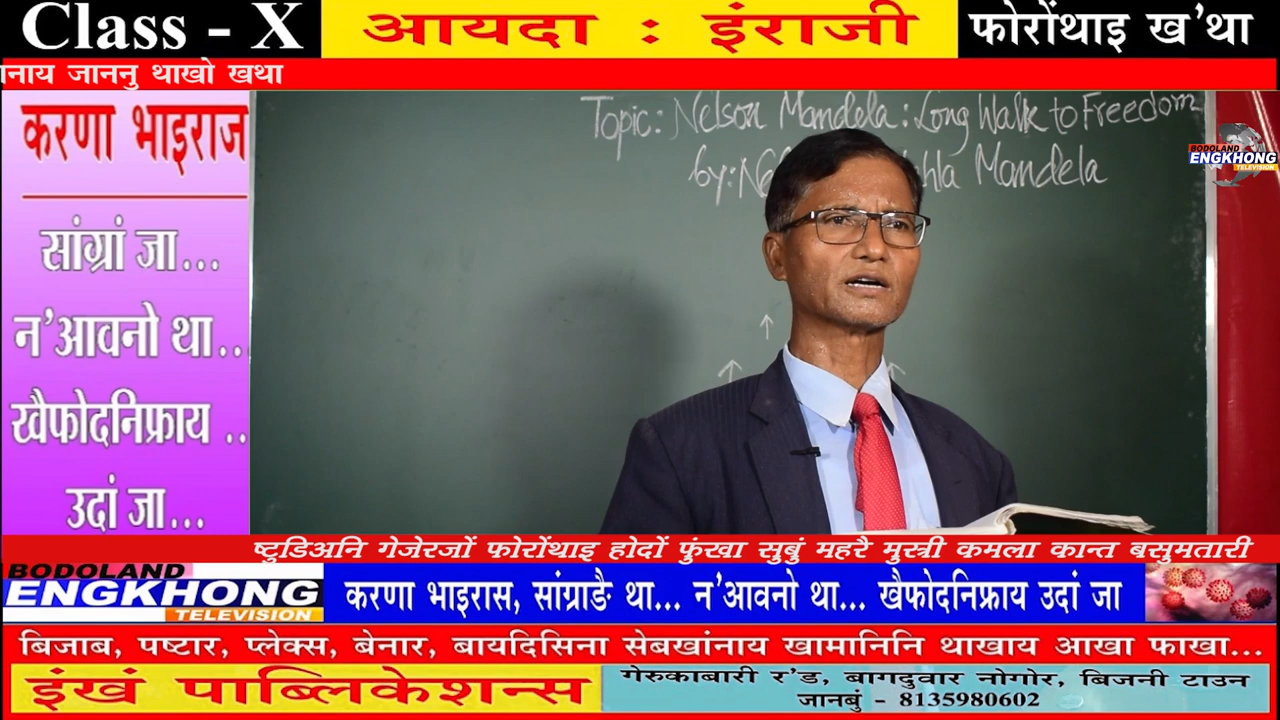 Class - X
आयदा : इंराजी
फोरोंथाइ ख'था
नाय जाननु थाखो खथा
करणा भाइराज
सांग्रां जा...
न'आवनो था...
खैफोदनिफ्राय ..
उदां जा...
Topic: Nelson Mandela: Long Walk to Freedom
by: Mandela
BODOLAND
ENGKHONG
TELEVISION
ष्टुडिअनि गेजेरजों फोरोंथाइ होदों फुंखा सुबुं महरै मुस्त्री कमला कान्त बसुमतारी
BODOLAND
ENGKHONG
TELEVISION
करणा भाइरास, सांग्राङै था... न'आवनो था... खैफोदनिफ्राय उदां जा
बिजाब, पष्टार, प्लेक्स, बेनार, बायदिसिना सेबखांनाय खामानिनि थाखाय आखा फाखा...
इंखं पाब्लिकेशन्स
गेरुकाबारी र'ड, बागदुवार नोगोर, बिजनी टाउन
जानबुं - 8135980602